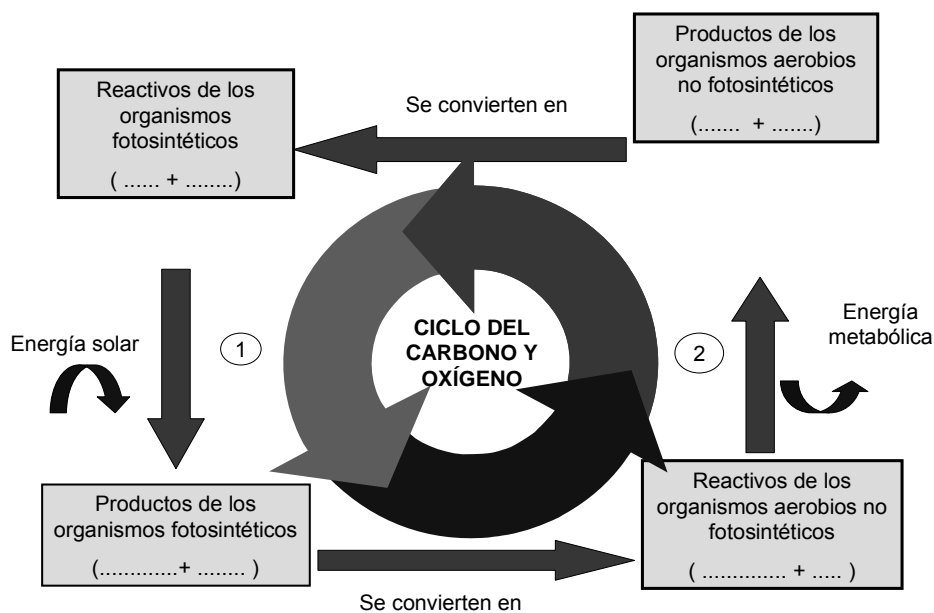 Productos de los
organismos aerobios
no fotosintéticos
(....... + .......)
Reactivos de los
organismos
fotosintéticos
( ...... + ........)
Se convierten en
Energía solar
1
CICLO DEL
CARBONO Y
OXÍGENO
2
Energía
metabólica
Productos de los
organismos fotosintéticos
(.............+ ........ )
Reactivos de los
organismos aerobios no
fotosintéticos
( .............. + ..... )
Se convierten en